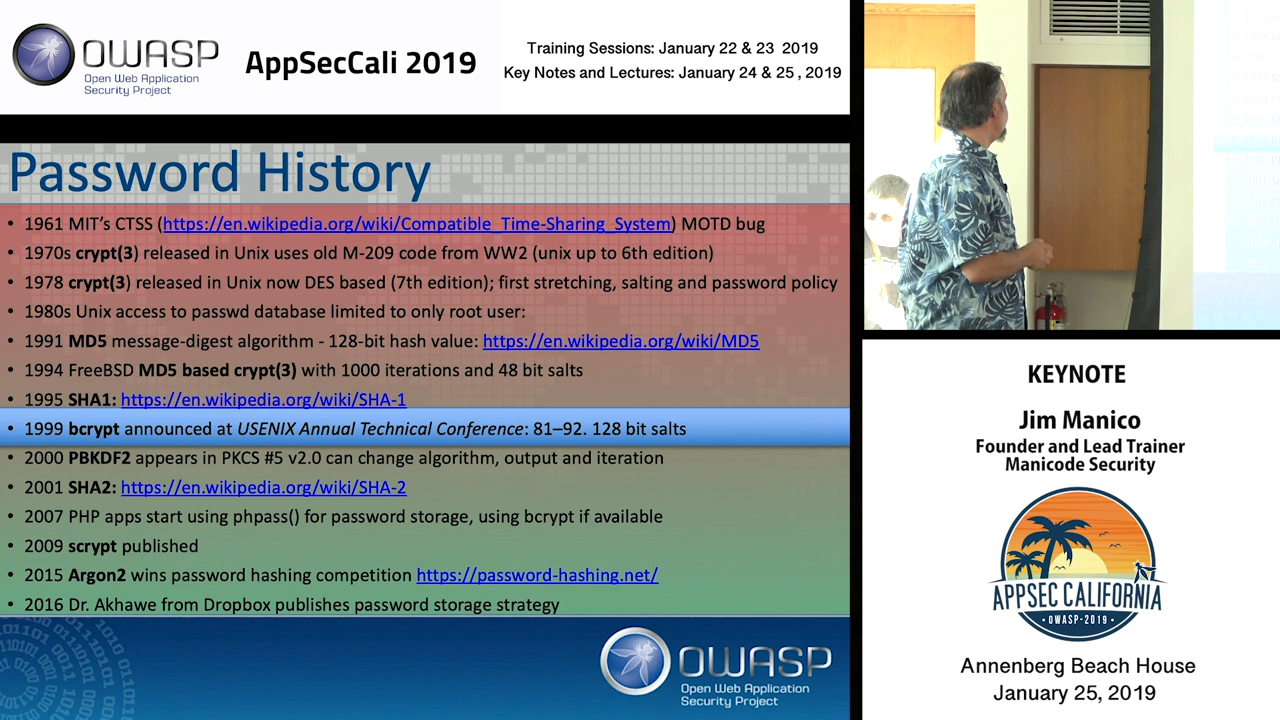 OWASP
Open Web Application
Security Project
AppSecCali 2019
Training Sessions: January 22 & 23 2019
Key Notes and Lectures: January 24 & 25 , 2019
Password History
• 1961 MIT’s CTSS (https://en.wikipedia.org/wiki/Compatible_Time-Sharing_System) MOTD bug
• 1970s crypt(3) released in Unix uses old M-209 code from WW2 (unix up to 6th edition)
• 1978 crypt(3) released in Unix now DES based (7th edition); first stretching, salting and password policy
• 1980s Unix access to passwd database limited to only root user:
• 1991 MD5 message-digest algorithm - 128-bit hash value: https://en.wikipedia.org/wiki/MD5
• 1994 FreeBSD MD5 based crypt(3) with 1000 iterations and 48 bit salts
• 1995 SHA1: https://en.wikipedia.org/wiki/SHA-1
• 1999 bcrypt announced at USENIX Annual Technical Conference: 81–92. 128 bit salts
• 2000 PBKDF2 appears in PKCS #5 v2.0 can change algorithm, output and iteration
• 2001 SHA2: https://en.wikipedia.org/wiki/SHA-2
• 2007 PHP apps start using phpass() for password storage, using bcrypt if available
• 2009 scrypt published
• 2015 Argon2 wins password hashing competition https://password-hashing.net/
• 2016 Dr. Akhawe from Dropbox publishes password storage strategy
OWASP
Open Web Application
Security Project
KEYNOTE
Jim Manico
Founder and Lead Trainer
Manicode Security
APPSEC CALIFORNIA
• OWASP-2019 •
Annenberg Beach House
January 25, 2019